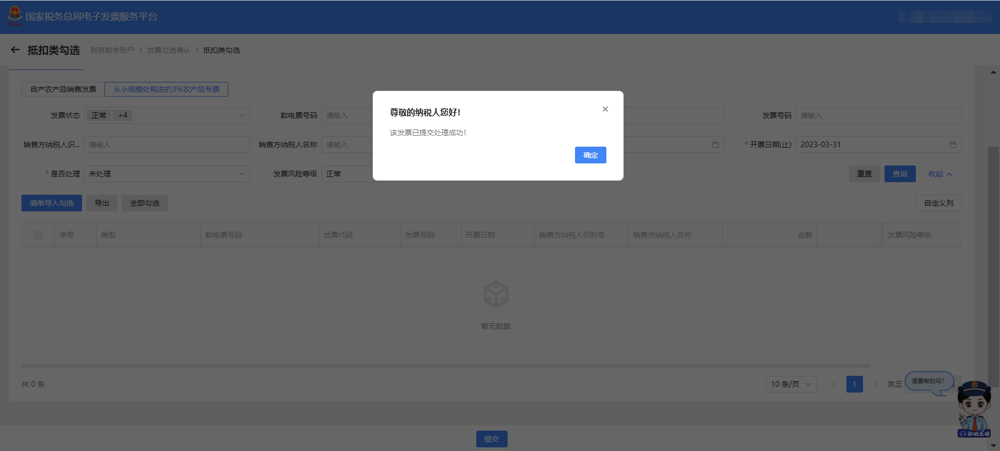 国家税务总局电子发票服务平台
抵扣类勾选 税务数字账户 > 发票勾选确认 > 抵扣类勾选
自产农产品销售发票 从小规模处购进的3%农产品专票
尊敬的纳税人您好!
该发票已提交处理成功!
确定
发票状态 正常 +4 数电票号码 请输入 发票号码 请输入
销售方纳税人识... 请输入 销售方纳税人名称 请输入 * 开票日期(止) 2023-03-31
* 是否处理 未处理 发票风险等级 正常 重置 查询 收起
清单导入勾选 导出 全部勾选 自定义列
序号 类型 数电票号码 发票代码 发票号码 开票日期 销售方纳税人识别号 销售方纳税人名称 金额 发票风险等级
暂无数据
共 0 条 10 条/页 1 跳至
需要帮助吗?
征纳互动
提交